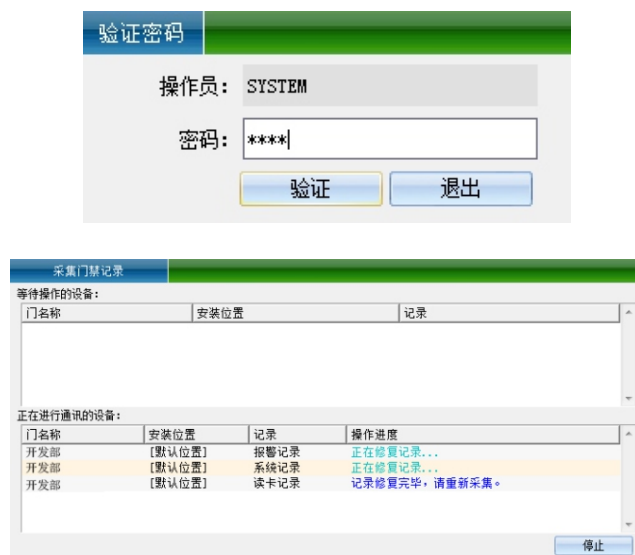 验证密码
操作员: SYSTEM
密码: ****
验证 退出
采集门禁记录
等待操作的设备:
门名称 安装位置 记录
正在进行通讯的设备:
门名称 安装位置 记录 操作进度
开发部 [默认位置] 报警记录 正在修复记录...
开发部 [默认位置] 系统记录 正在修复记录...
开发部 [默认位置] 读卡记录 记录修复完毕，请重新采集。
停止